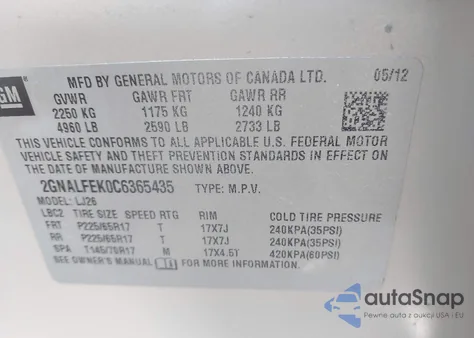 GM
MFD BY GENERAL MOTORS OF CANADA LTD. 05/12
GVWR GAWR FRT GAWR RR
2250 KG 1175 KG 1240 KG
4960 LB 2590 LB 2733 LB
THIS VEHICLE CONFORMS TO ALL APPLICABLE U.S. FEDERAL MOTOR
VEHICLE SAFETY AND THEFT PREVENTION STANDARDS IN EFFECT ON
THE DATE OF MANUFACTURE SHOWN ABOVE.
2GNALFEK0C6365435 TYPE: M.P.V.
MODEL: LJ26
LBC2 TIRE SIZE SPEED RTG RIM COLD TIRE PRESSURE
FRT P225/65R17 T 17X7J 240KPA(35PSI)
RR P225/65R17 T 17X7J 240KPA(35PSI)
SPA T145/70R17 M 17X4.5T 420KPA(60PSI)
SEE OWNER'S MANUAL FOR MORE INFORMATION.
autoSnap
Pewne auta z aukcji USA i EU